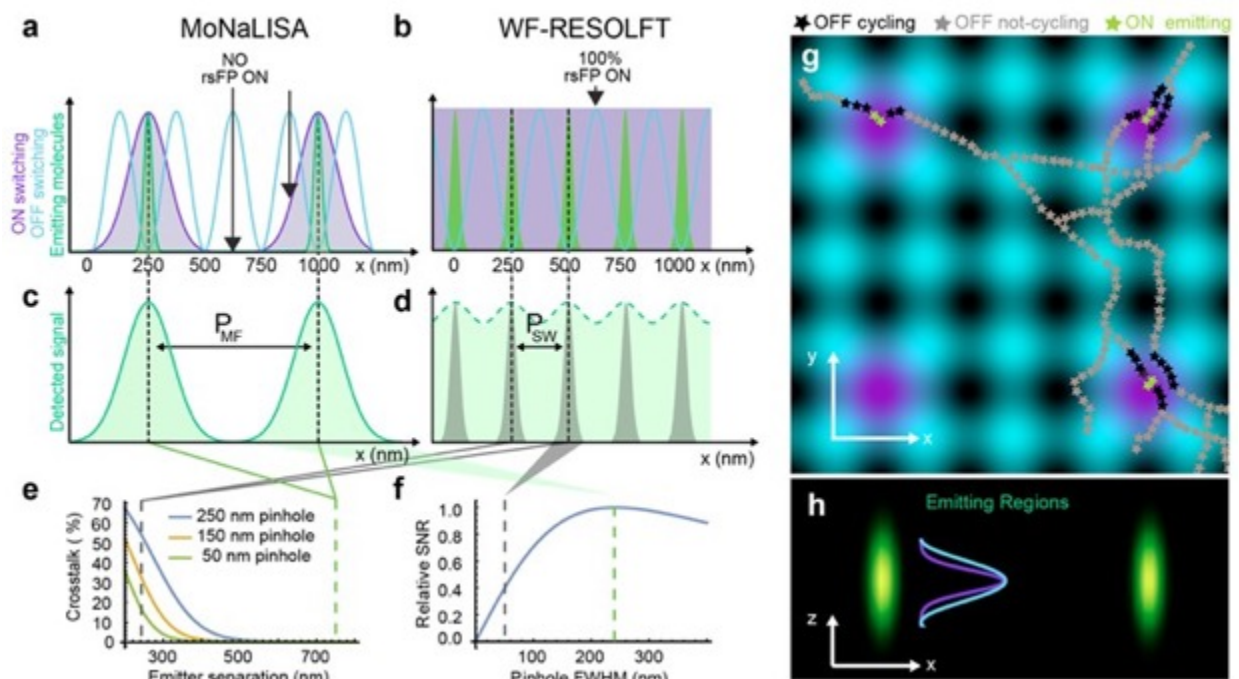 a
MoNaLISA
NO
rsFP ON
ON switching
OFF switching
Emitting molecules
0 250 500 750 1000 x (nm)
b
WF-RESOLFT
100%
rsFP ON
0 250 500 750 1000 x (nm)
c
Detected signal
PMF
x (nm)
d
PSW
x (nm)
e
Crosstalk ( %)
70
60
50
40
30
20
10
0
250 nm pinhole
150 nm pinhole
50 nm pinhole
300 500 700
Emitter separation (nm)
f
Relative SNR
1.0
0.8
0.6
0.4
0.2
0.0
100 200 300
Pinhole FWHM (nm)
OFF cycling OFF not-cycling ON emitting
g
y
x
h
Emitting Regions
z
x